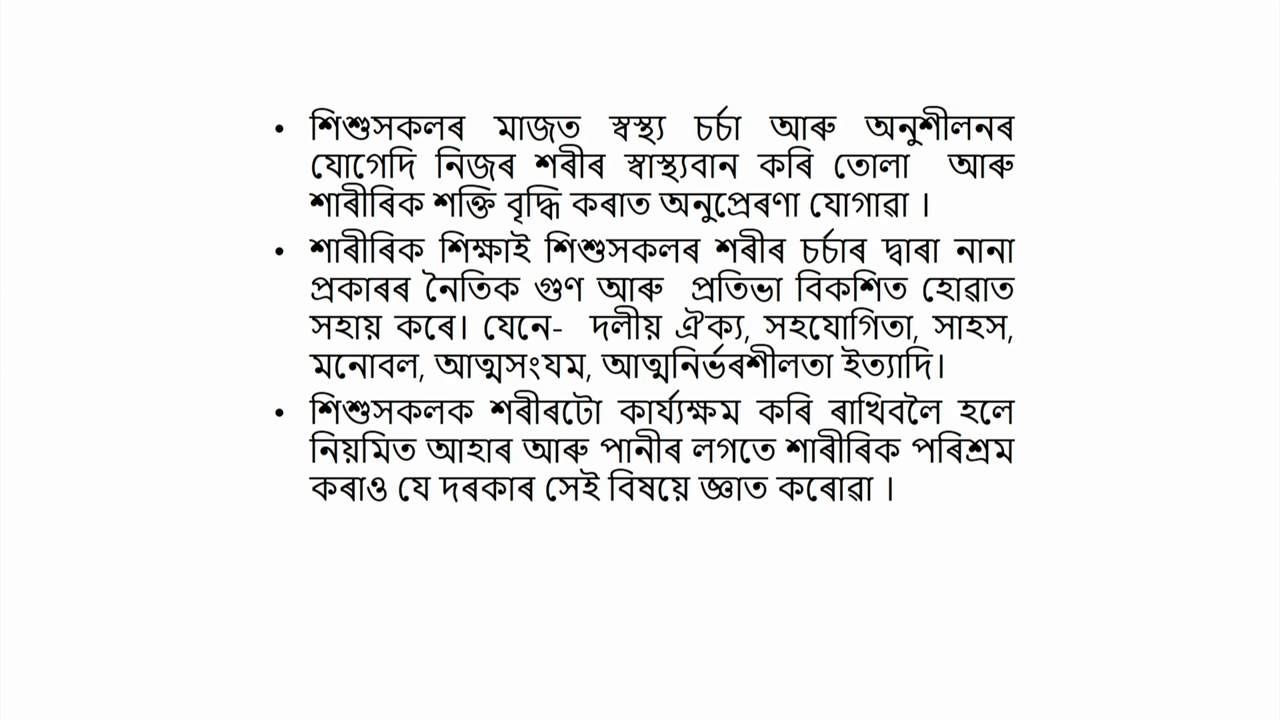 • শিশুসকলৰ মাজত স্বস্থ্য চৰ্চা আৰু অনুশীলনৰ
যোগেদি নিজৰ শৰীৰ স্বাস্থ্যবান কৰি তোলা আৰু
শাৰীৰিক শক্তি বৃদ্ধি কৰাত অনুপ্ৰেৰণা যোগাৱা ।
• শাৰীৰিক শিক্ষাই শিশুসকলৰ শৰীৰ চৰ্চাৰ দ্বাৰা নানা
প্ৰকাৰৰ নৈতিক গুণ আৰু প্ৰতিভা বিকশিত হোৱাত
সহায় কৰে। যেনে- দলীয় ঐক্য, সহযোগিতা, সাহস,
মনোবল, আত্মসংযম, আত্মনিৰ্ভৰশীলতা ইত্যাদি।
• শিশুসকলক শৰীৰটো কাৰ্য্যক্ষম কৰি ৰাখিবলৈ হলে
নিয়মিত আহাৰ আৰু পানীৰ লগতে শাৰীৰিক পৰিশ্ৰম
কৰাও যে দৰকাৰ সেই বিষয়ে জ্ঞাত কৰোৱা ।